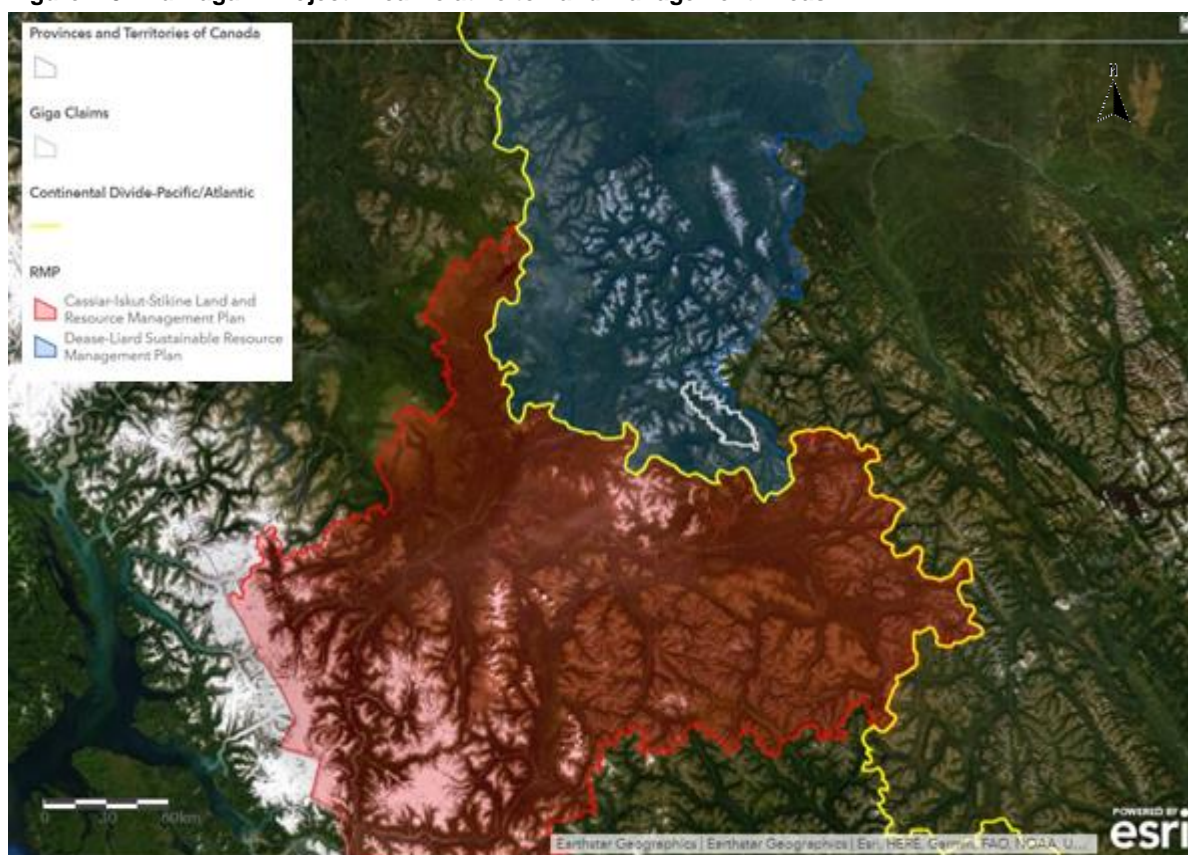 Provinces and Territories of Canada
Giga Claims
Continental Divide-Pacific/Atlantic
RMP
Cassiar-Iskut-Stikine Land and
Resource Management Plan
Dease-Liard Sustainable Resource
Management Plan
n
0
60km
Earthstar Geographics | Earthstar Geographics | Esri, HERE, Garmin, FAO, NOAA, U...
POWERED BY
esri